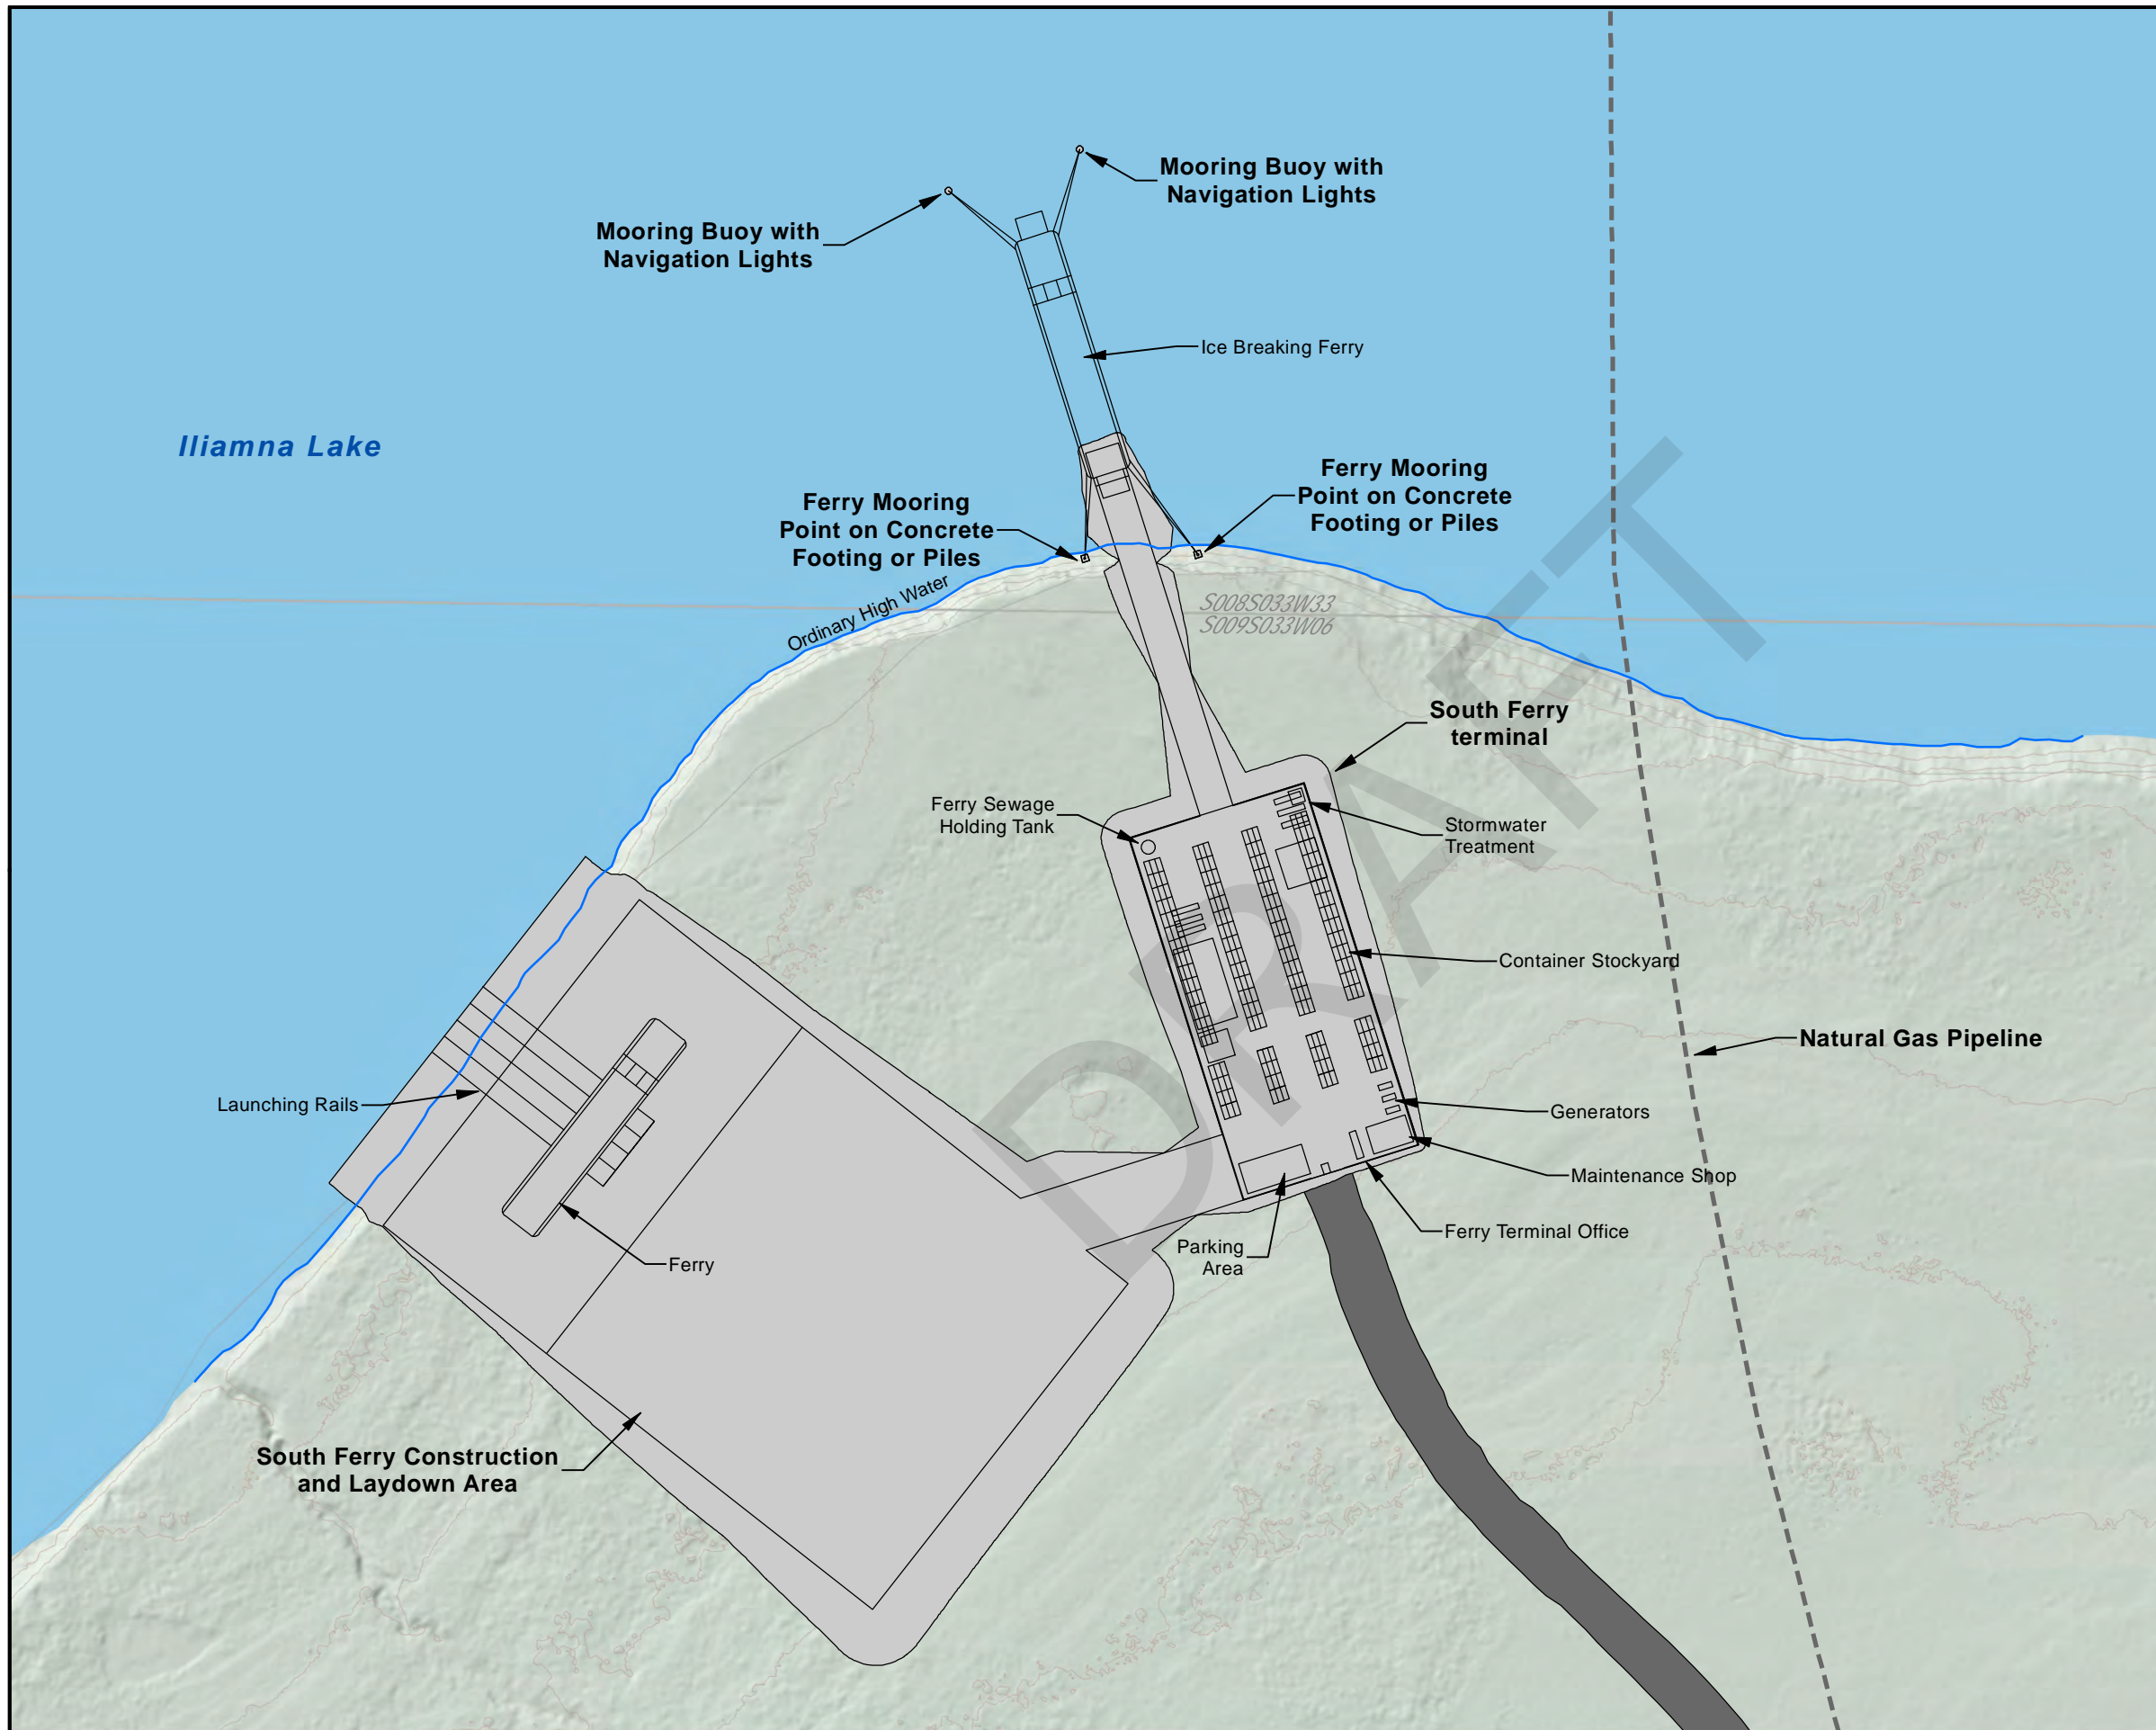 Mooring Buoy with
Navigation Lights
Mooring Buoy with
Navigation Lights
Ice Breaking Ferry
Iliamna Lake
Ferry Mooring
Point on Concrete
Footing or Piles
Ferry Mooring
Point on Concrete
Footing or Piles
Ordinary High Water
S008S033W33
S009S033W06
South Ferry
terminal
Ferry Sewage
Holding Tank
Stormwater
Treatment
Container Stockyard
Natural Gas Pipeline
Launching Rails
Generators
Maintenance Shop
Ferry Terminal Office
Parking
Area
Ferry
South Ferry Construction
and Laydown Area
DRAFT